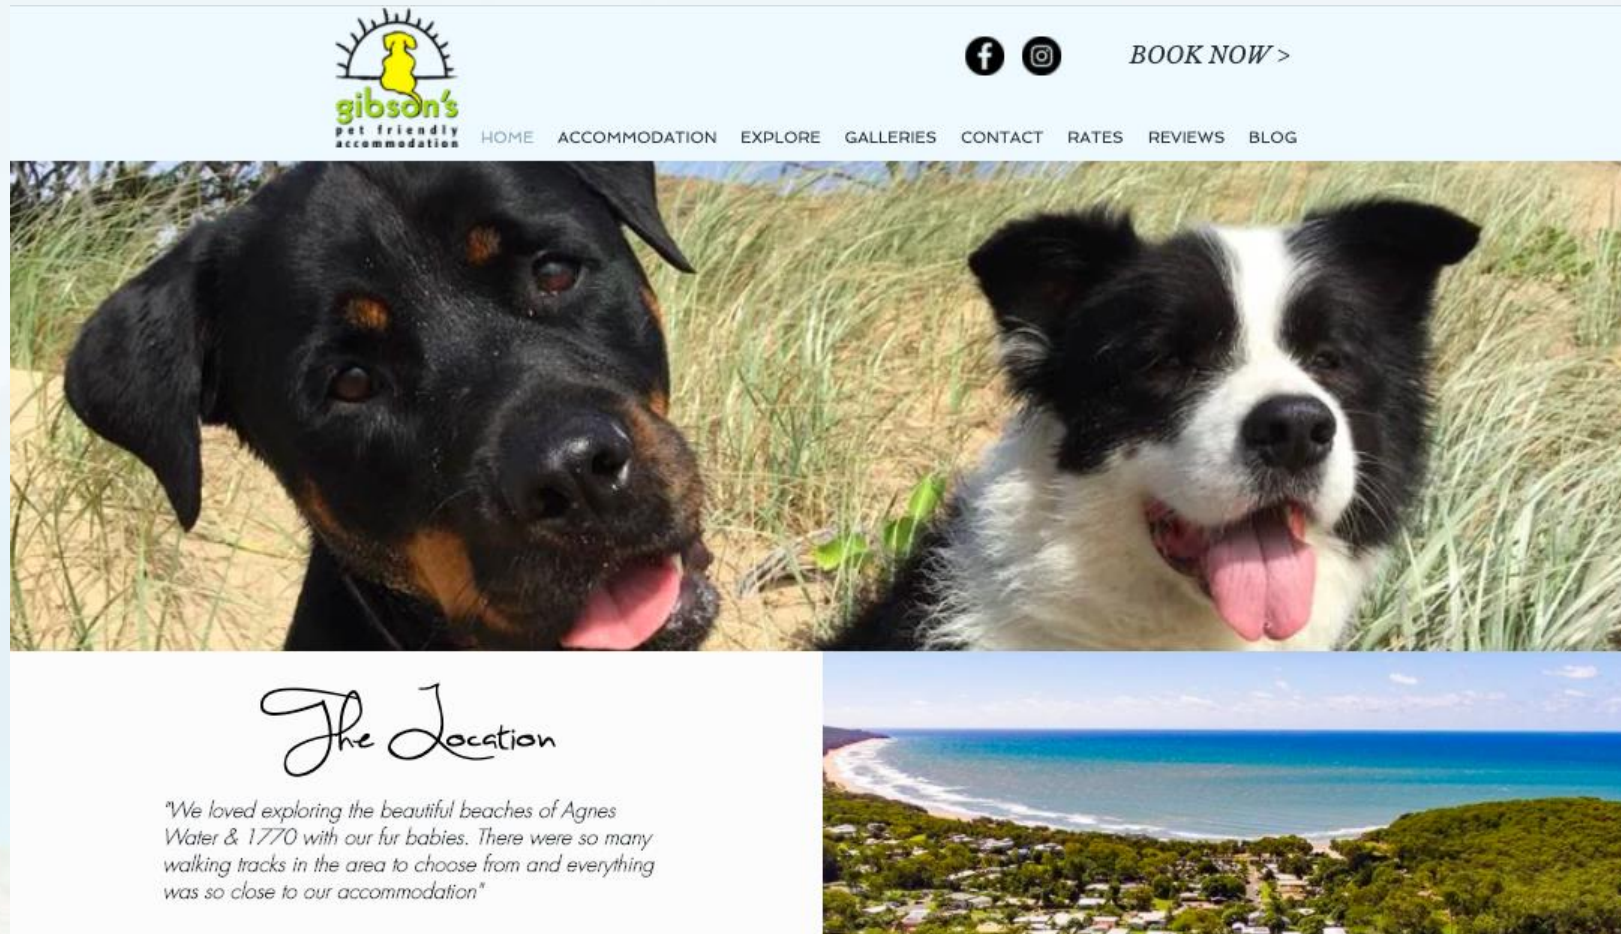 gibson's
pet friendly
accommodation
BOOK NOW >
HOME ACCOMMODATION EXPLORE GALLERIES CONTACT RATES REVIEWS BLOG
The Location
"We loved exploring the beautiful beaches of Agnes
Water & 1770 with our fur babies. There were so many
walking tracks in the area to choose from and everything
was so close to our accommodation"